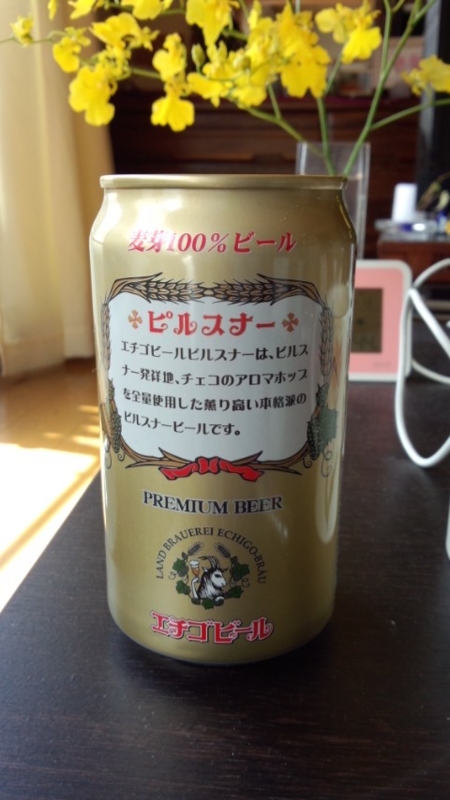 麦芽100%ビール
ピルスナー
エチゴビールピルスナーは、ピルス
ナー発祥地、チェコのアロマホップ
を全量使用した薫り高い本格派の
ピルスナービールです。
PREMIUM BEER
LAND BRAUEREI ECHIGO-BRÄU
エチゴビール